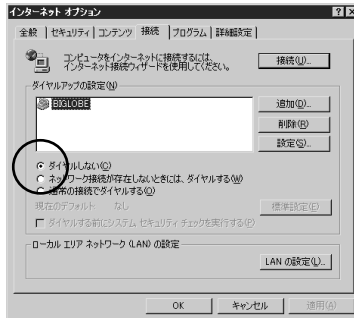 インターネット オプション
全般 セキュリティ コンテンツ 接続 プログラム 詳細設定
コンピュータをインターネットに接続するには、
インターネット接続ウィザードを使用してください。
接続(U)...
ダイヤルアップの設定(N)
BIGLOBE
追加(D)...
削除(R)
設定(S)...
ダイヤルしない(C)
ネットワーク接続が存在しないときには、ダイヤルする(W)
通常の接続でダイヤルする(O)
現在のデフォルト: なし
標準設定(E)
ダイヤルする前にシステム セキュリティ チェックを実行する(P)
ローカル エリア ネットワーク (LAN) の設定
LAN の設定(L)...
OK キャンセル 適用(A)